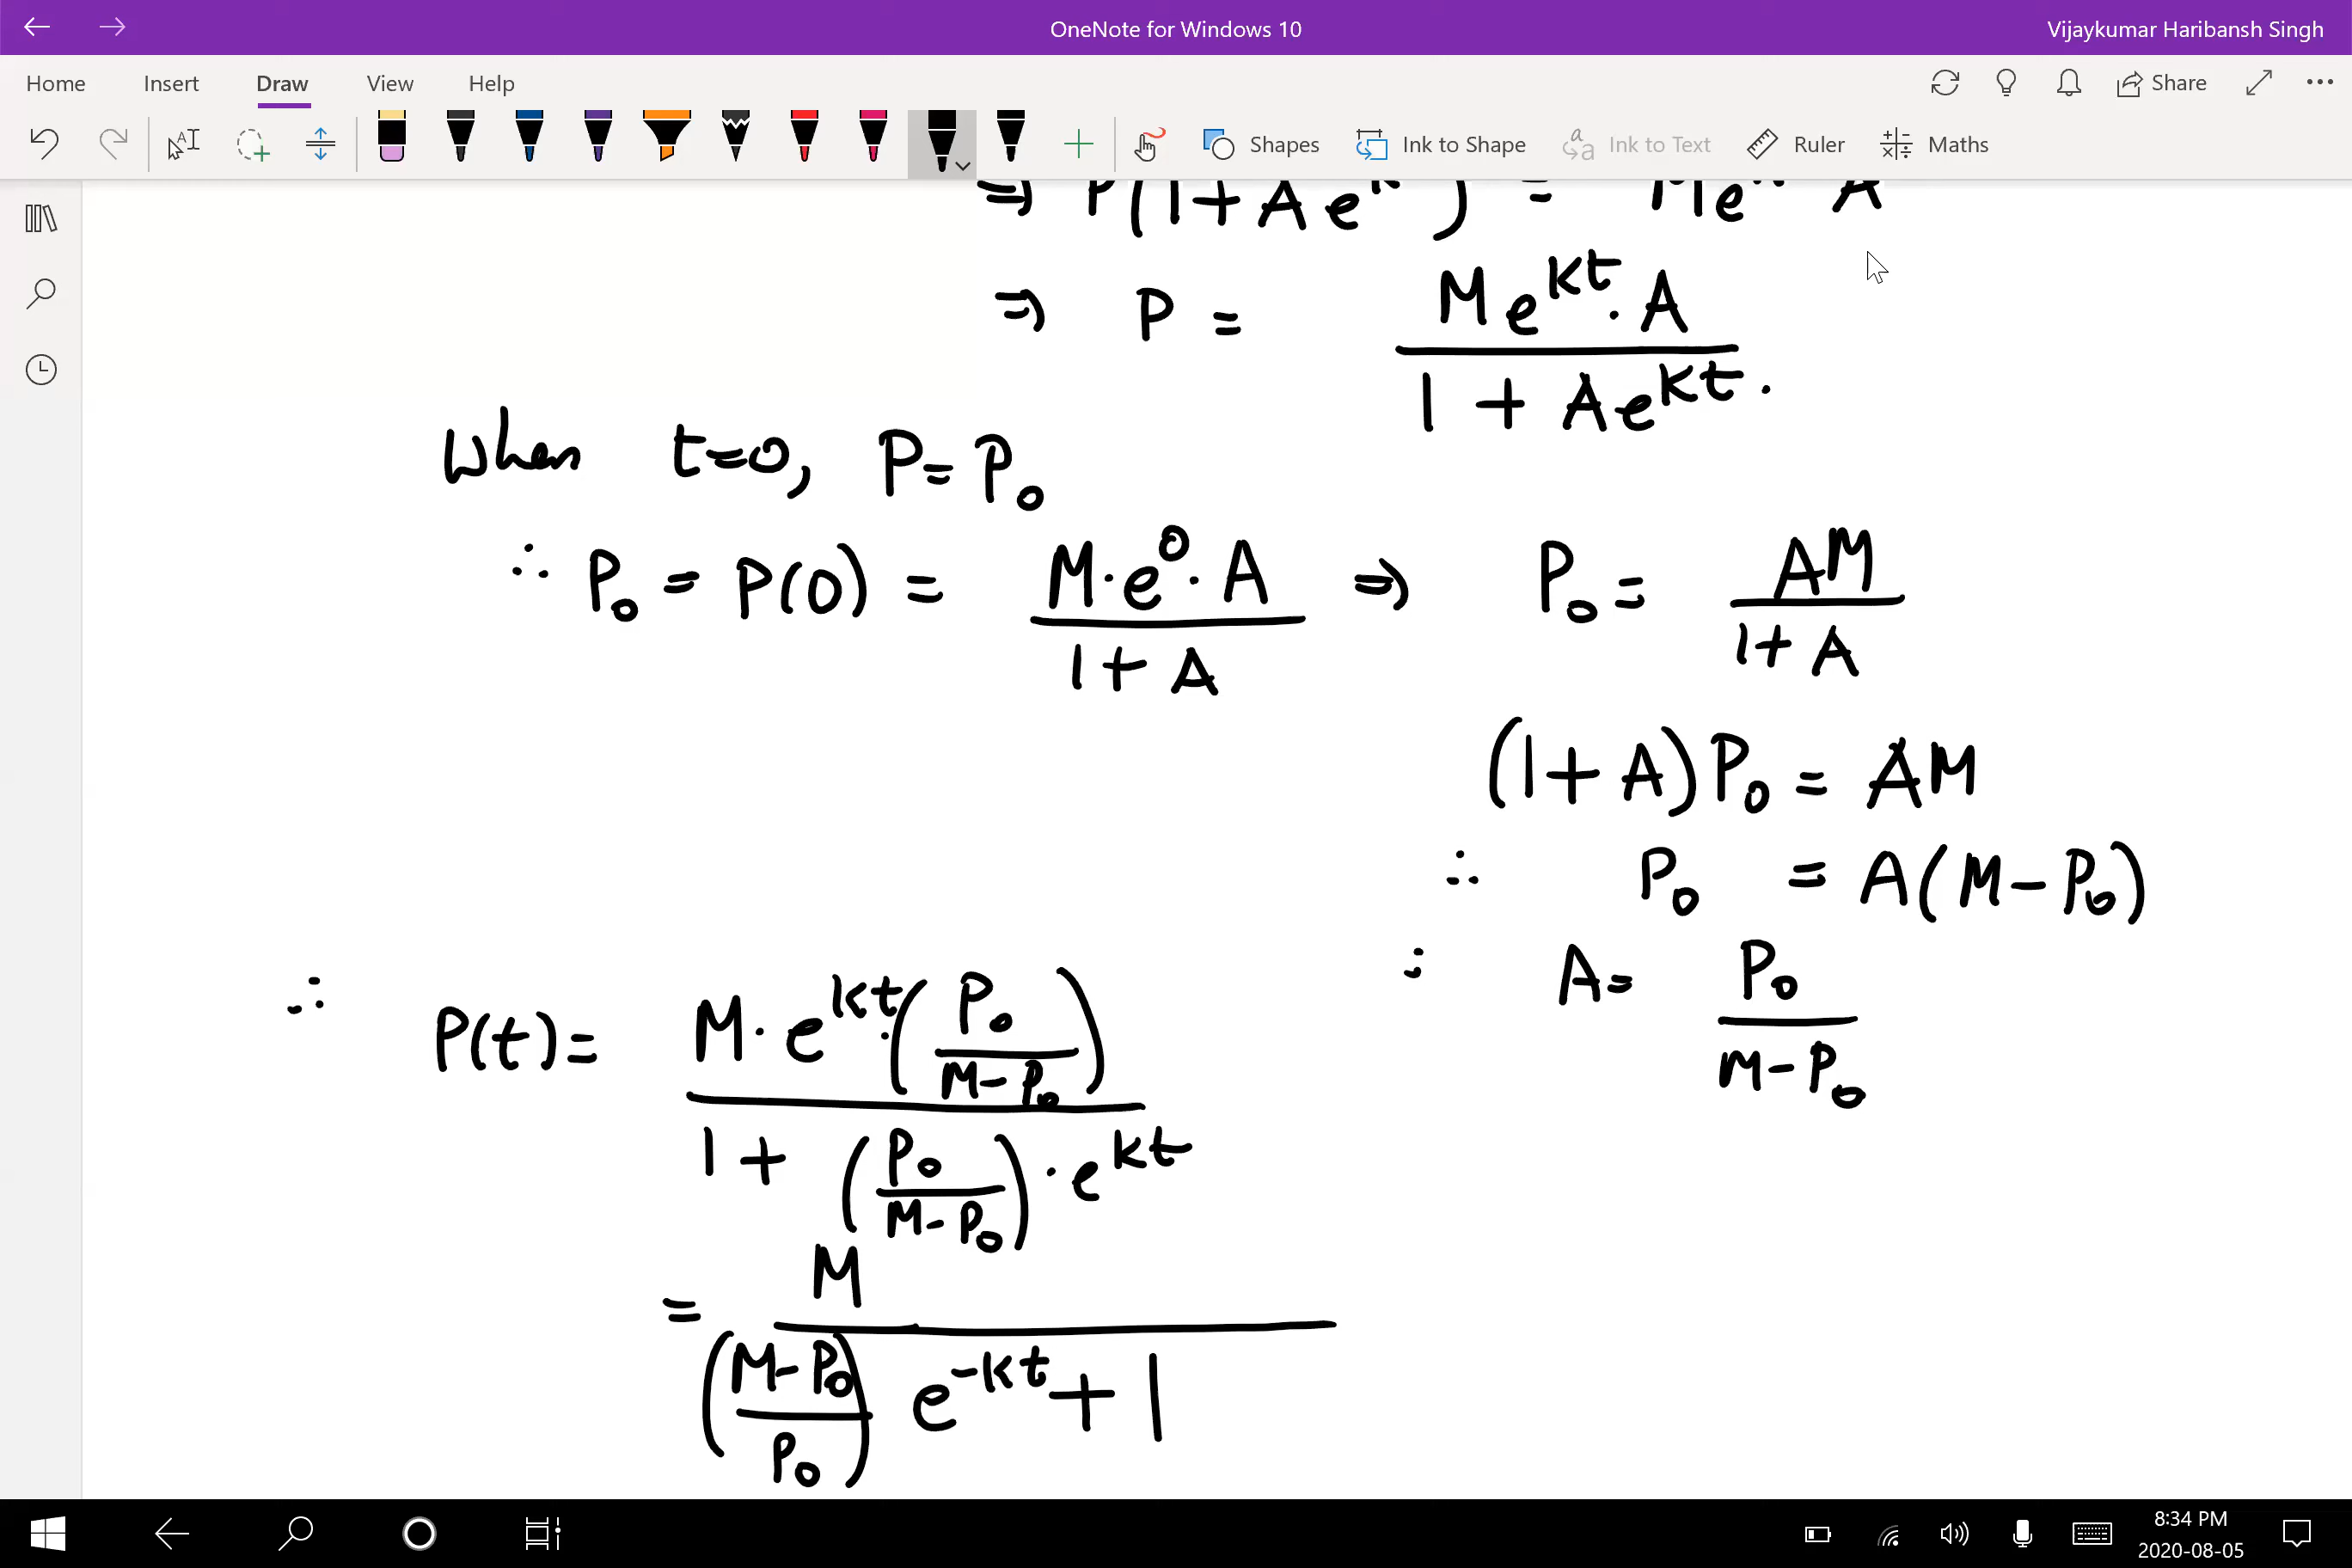 OneNote for Windows 10
Vijaykumar Haribansh Singh
Home Insert Draw View Help
Share
Shapes Ink to Shape Ink to Text Ruler Maths
⇒ P = (M e^{kt} · A) / (1 + A e^{kt}) .
When t=0, P=P₀
∴ P₀ = P(0) = (M · e⁰ · A) / (1 + A) ⇒ P₀ = AM / (1 + A)
(1 + A) P₀ = AM
∴ P₀ = A(M - P₀)
∴ A = P₀ / (M - P₀)
∴ P(t) = (M · e^{kt} · (P₀ / (M - P₀))) / (1 + (P₀ / (M - P₀)) · e^{kt})
= M / (((M - P₀) / P₀) e^{-kt} + 1)
8:34 PM
2020-08-05